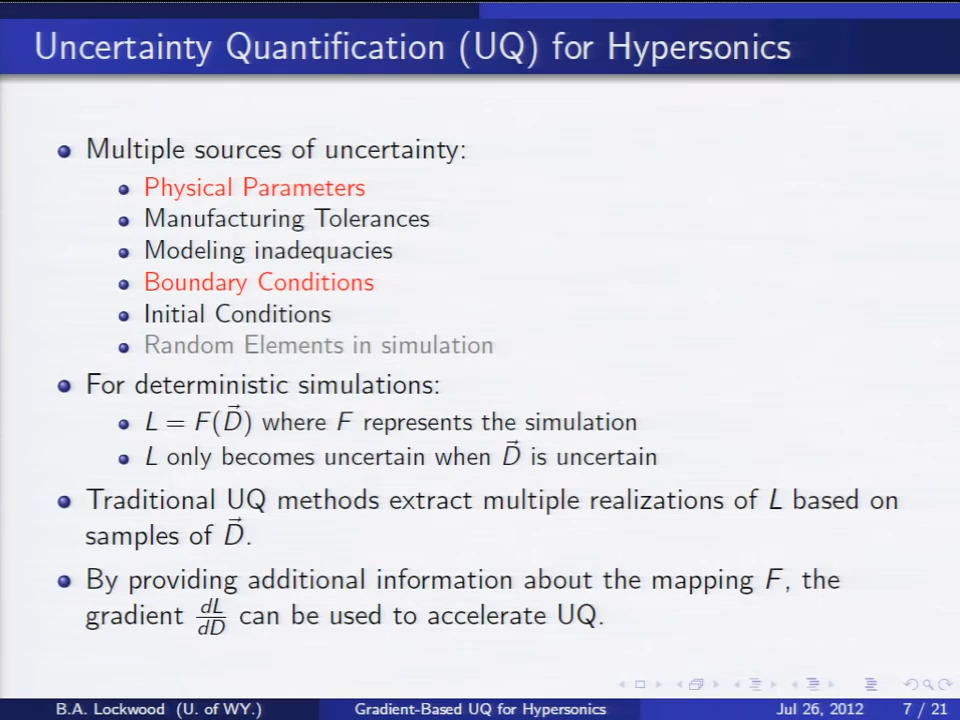 Uncertainty Quantification (UQ) for Hypersonics
Multiple sources of uncertainty:
Physical Parameters
Manufacturing Tolerances
Modeling inadequacies
Boundary Conditions
Initial Conditions
Random Elements in simulation
For deterministic simulations:
L = F(D⃗) where F represents the simulation
L only becomes uncertain when D⃗ is uncertain
Traditional UQ methods extract multiple realizations of L based on
samples of D⃗.
By providing additional information about the mapping F, the
gradient dL/dD can be used to accelerate UQ.
B.A. Lockwood (U. of WY.) Gradient-Based UQ for Hypersonics Jul 26, 2012 7 / 21